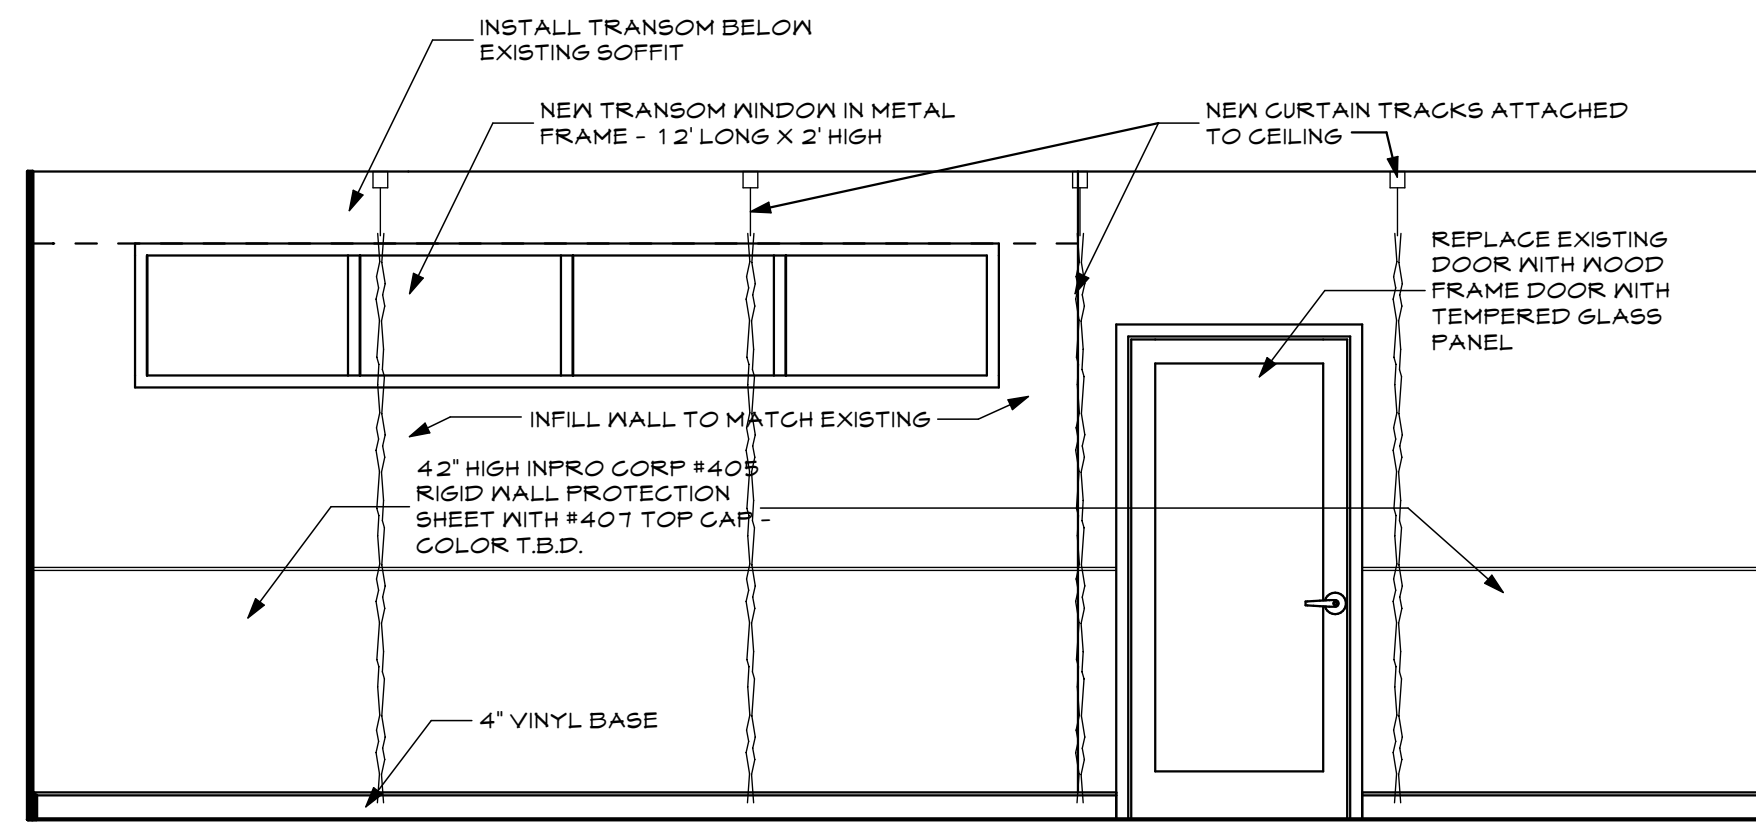 INSTALL TRANSOM BELOW
EXISTING SOFFIT
NEW TRANSOM WINDOW IN METAL
FRAME - 12' LONG X 2' HIGH
NEW CURTAIN TRACKS ATTACHED
TO CEILING
REPLACE EXISTING
DOOR WITH WOOD
FRAME DOOR WITH
TEMPERED GLASS
PANEL
INFILL WALL TO MATCH EXISTING
42" HIGH INPRO CORP #405
RIGID WALL PROTECTION
SHEET WITH #407 TOP CAP -
COLOR T.B.D.
4" VINYL BASE